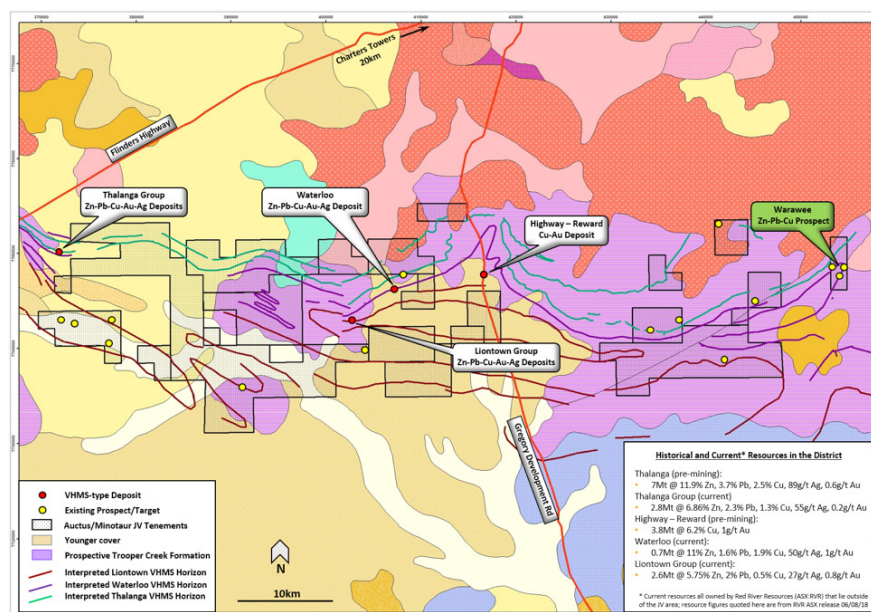 370000
380000
400000
410000
420000
Charters Towers
20km
Flinders Highway
Thalanga Group
Zn-Pb-Cu-Au-Ag Deposits
Waterloo
Zn-Pb-Cu-Au-Ag Deposit
Highway – Reward
Cu-Au Deposit
Warawee
Zn-Pb-Cu Prospect
Liontown Group
Zn-Pb-Cu-Au-Ag Deposits
Gregory Development Rd
VHMS-type Deposit
Existing Prospect/Target
Auctus/Minotaur JV Tenements
Younger cover
Prospective Trooper Creek Formation
Interpreted Liontown VHMS Horizon
Interpreted Waterloo VHMS Horizon
Interpreted Thalanga VHMS Horizon
N
10km
Historical and Current* Resources in the District
Thalanga (pre-mining):
• 7Mt @ 11.9% Zn, 3.7% Pb, 2.5% Cu, 89g/t Ag, 0.6g/t Au
Thalanga Group (current)
• 2.8Mt @ 6.86% Zn, 2.3% Pb, 1.3% Cu, 55g/t Ag, 0.2g/t Au
Highway – Reward (pre-mining):
• 3.8Mt @ 6.2% Cu, 1g/t Au
Waterloo (current):
• 0.7Mt @ 11% Zn, 1.6% Pb, 1.9% Cu, 50g/t Ag, 1g/t Au
Liontown Group (current):
• 2.6Mt @ 5.75% Zn, 2% Pb, 0.5% Cu, 27g/t Ag, 0.8g/t Au
* Current resources all owned by Red River Resources (ASX:RVR) that lie outside
of the JV area; resource figures quoted here are from RVR ASX release 06/08/18